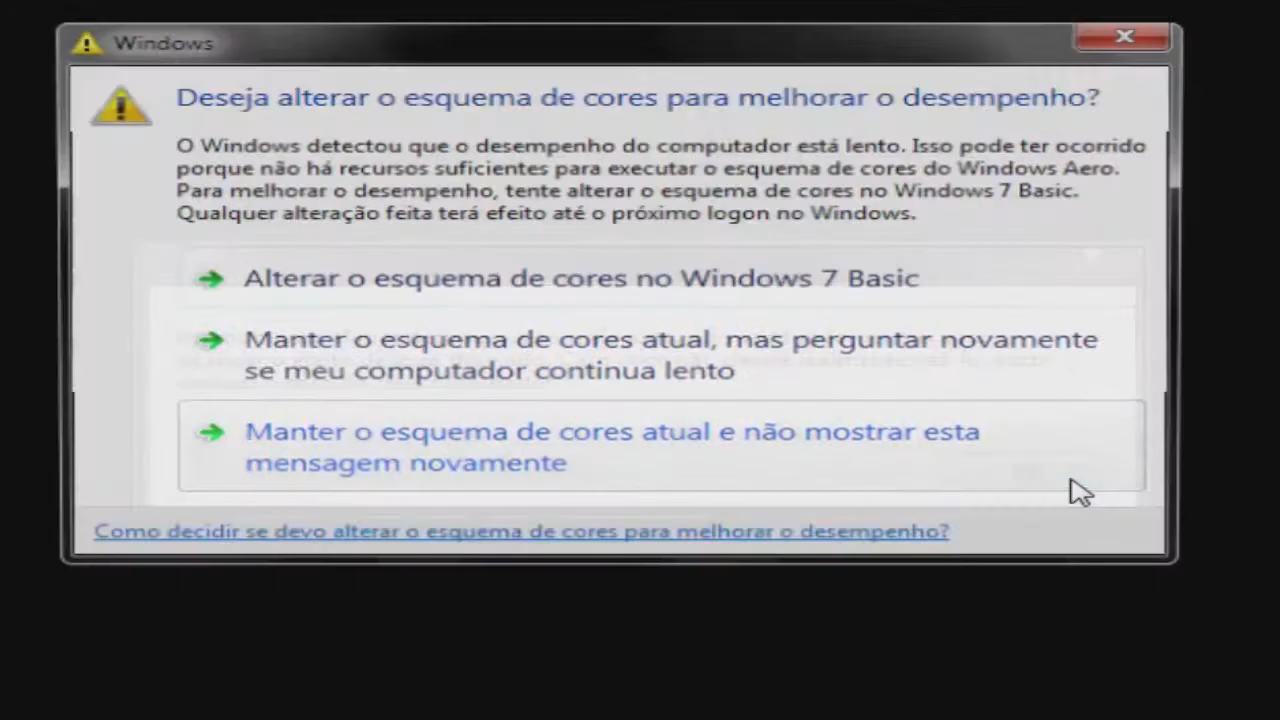 Windows
Deseja alterar o esquema de cores para melhorar o desempenho?
O Windows detectou que o desempenho do computador está lento. Isso pode ter ocorrido
porque não há recursos suficientes para executar o esquema de cores do Windows Aero.
Para melhorar o desempenho, tente alterar o esquema de cores no Windows 7 Basic.
Qualquer alteração feita terá efeito até o próximo logon no Windows.
Alterar o esquema de cores no Windows 7 Basic
Manter o esquema de cores atual, mas perguntar novamente
se meu computador continua lento
Manter o esquema de cores atual e não mostrar esta
mensagem novamente
Como decidir se devo alterar o esquema de cores para melhorar o desempenho?